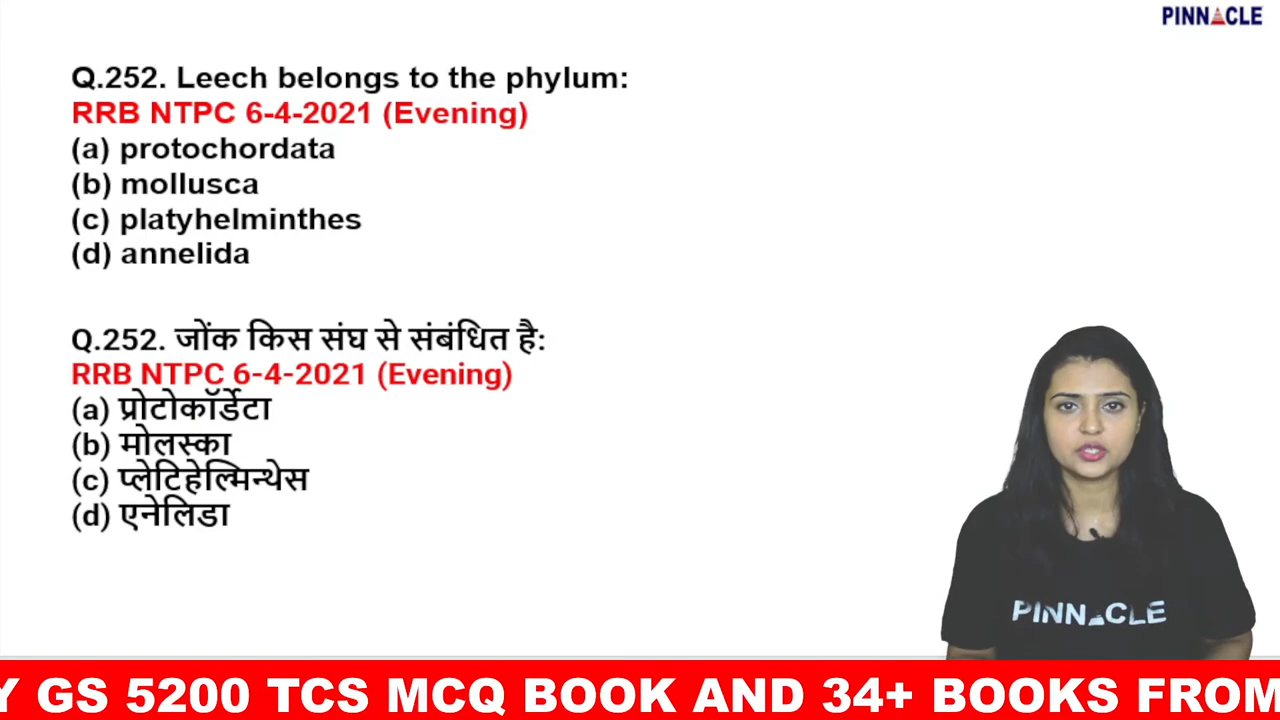 PINNACLE
Q.252. Leech belongs to the phylum:
RRB NTPC 6-4-2021 (Evening)
(a) protochordata
(b) mollusca
(c) platyhelminthes
(d) annelida
Q.252. जोंक किस संघ से संबंधित है:
RRB NTPC 6-4-2021 (Evening)
(a) प्रोटोकॉर्डेटा
(b) मोलस्का
(c) प्लेटिहेल्मिन्थेस
(d) एनेलिडा
PINNACLE
Y GS 5200 TCS MCQ BOOK AND 34+ BOOKS FROM